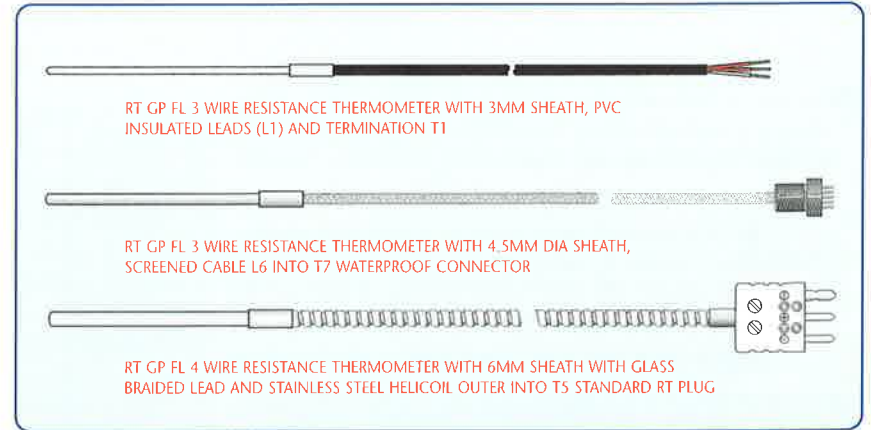 RT GP FL 3 WIRE RESISTANCE THERMOMETER WITH 3MM SHEATH, PVC
INSULATED LEADS (L1) AND TERMINATION T1
RT GP FL 3 WIRE RESISTANCE THERMOMETER WITH 4.5MM DIA SHEATH,
SCREENED CABLE L6 INTO T7 WATERPROOF CONNECTOR
RT GP FL 4 WIRE RESISTANCE THERMOMETER WITH 6MM SHEATH WITH GLASS
BRAIDED LEAD AND STAINLESS STEEL HELICOIL OUTER INTO T5 STANDARD RT PLUG